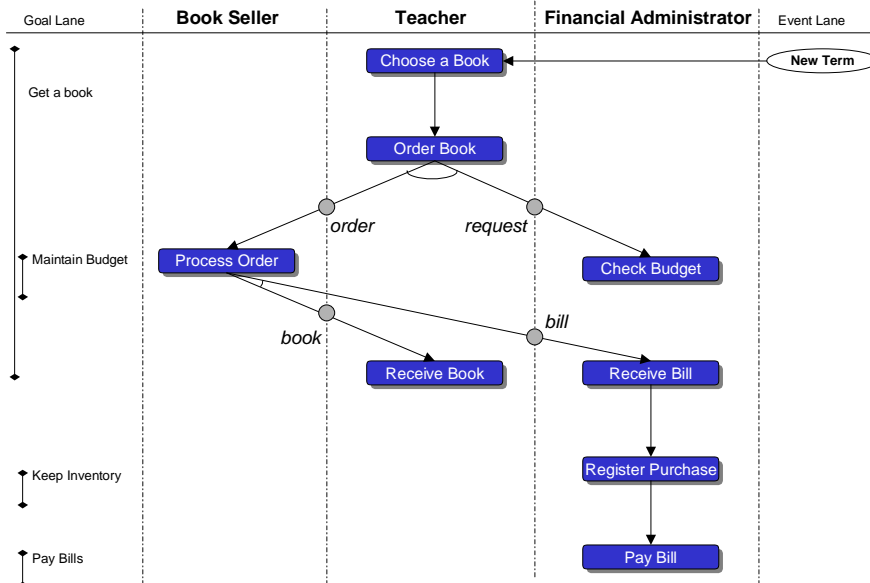 Goal Lane
Book Seller
Teacher
Financial Administrator
Event Lane
Choose a Book
New Term
Get a book
Order Book
order
request
Maintain Budget
Process Order
Check Budget
book
bill
Receive Book
Receive Bill
Keep Inventory
Register Purchase
Pay Bills
Pay Bill